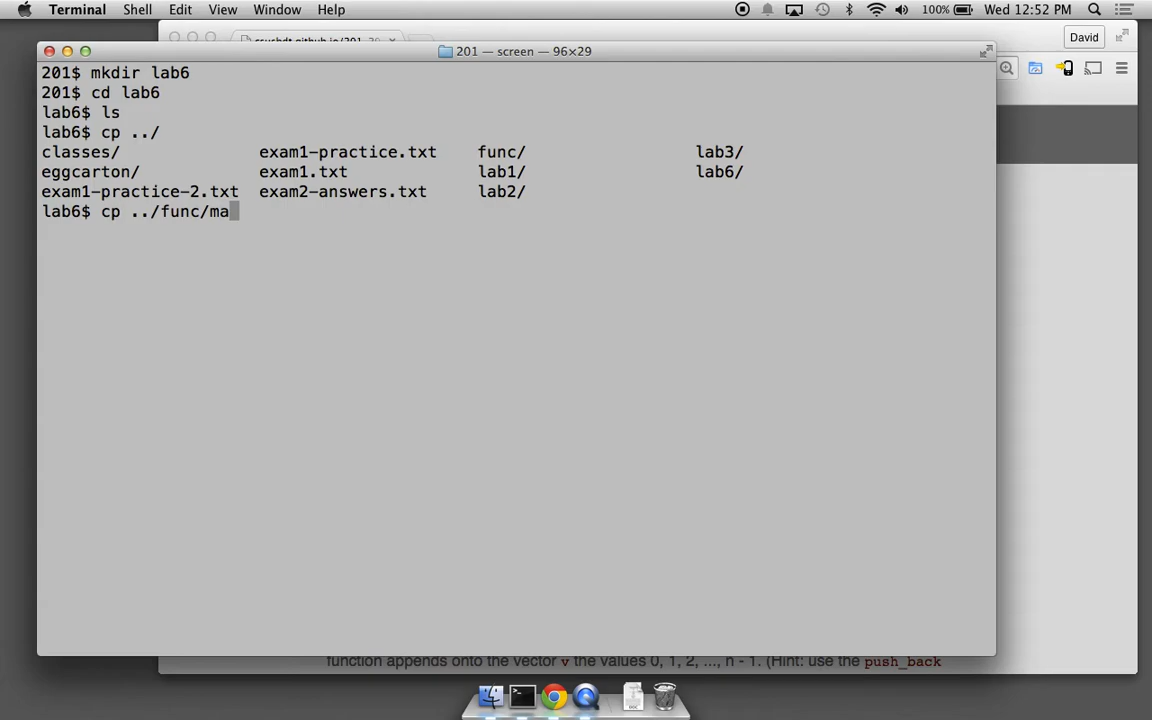 Terminal Shell Edit View Window Help 100% Wed 12:52 PM
David
201 — screen — 96×29
201$ mkdir lab6
201$ cd lab6
lab6$ ls
lab6$ cp ../
classes/ exam1-practice.txt func/ lab3/
eggcarton/ exam1.txt lab1/ lab6/
exam1-practice-2.txt exam2-answers.txt lab2/
lab6$ cp ../func/ma
function appends onto the vector v the values 0, 1, 2, ..., n - 1. (Hint: use the push_back